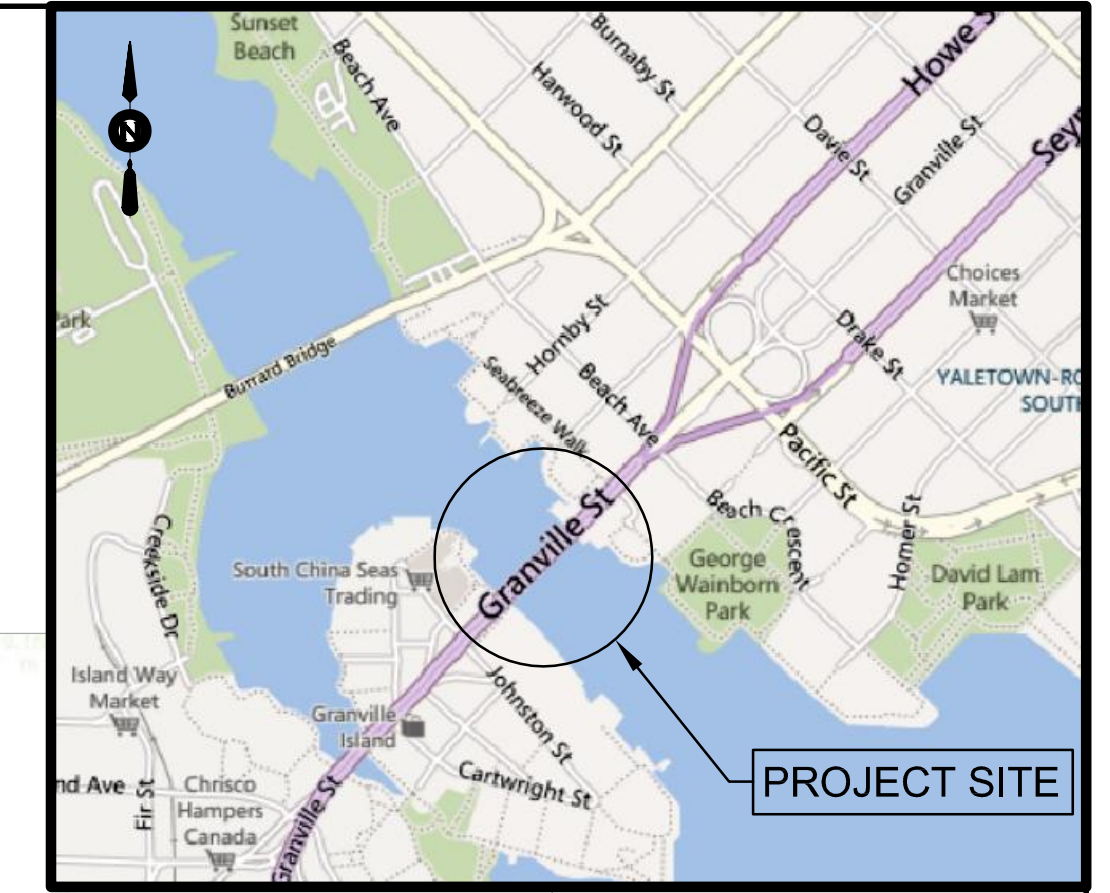 Sunset
Beach
Beach Ave
Burnaby St
Harwood St
Howe S
Davie St
Granville St
Sey
N
Choices
Market
ark
Hornby St
Drake St
Burrard Bridge
Seabreeze Walk
Beach Ave
YALETOWN-RO
SOUTH
Pacific St
Granville St
Beach Crescent
Homer St
Creekside Dr
South China Seas
Trading
George
Wainborn
Park
David Lam
Park
Island Way
Market
Johnston St
Granville
Island
nd Ave
Fir St
Chrisco
Hampers
Canada
Cartwright St
PROJECT SITE
Granville St